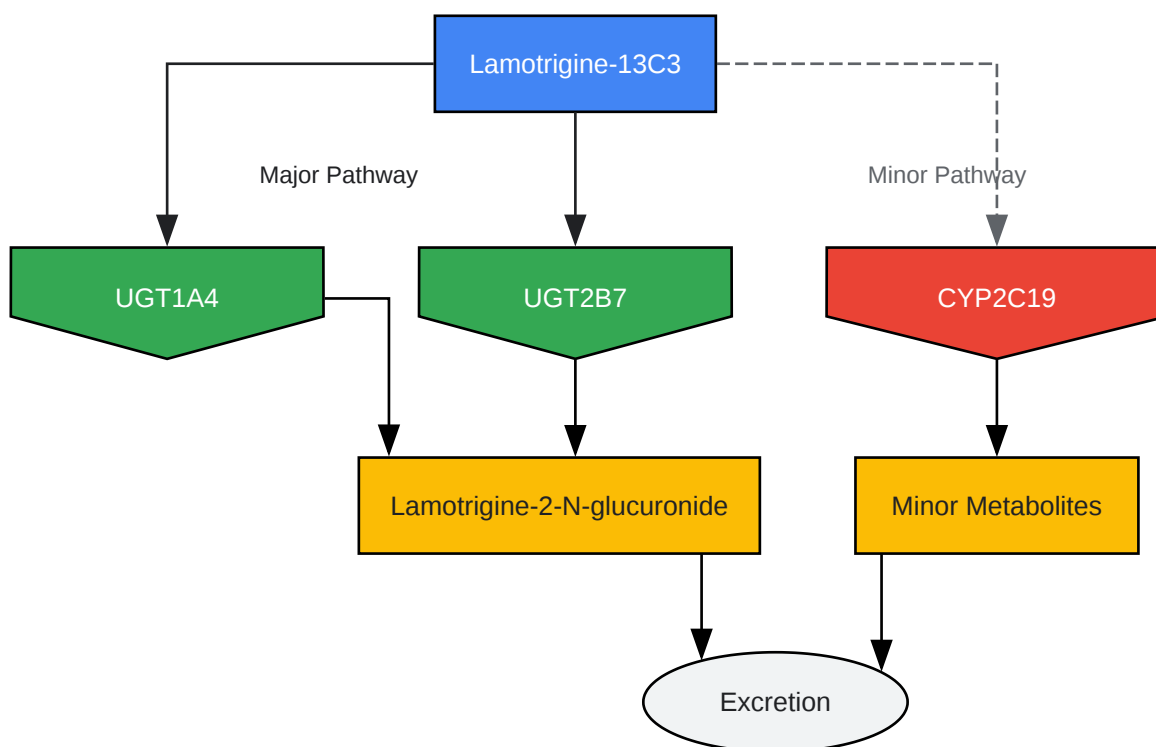 Lamotrigine-13C3
Major Pathway
Minor Pathway
UGT1A4
UGT2B7
CYP2C19
Lamotrigine-2-N-glucuronide
Minor Metabolites
Excretion